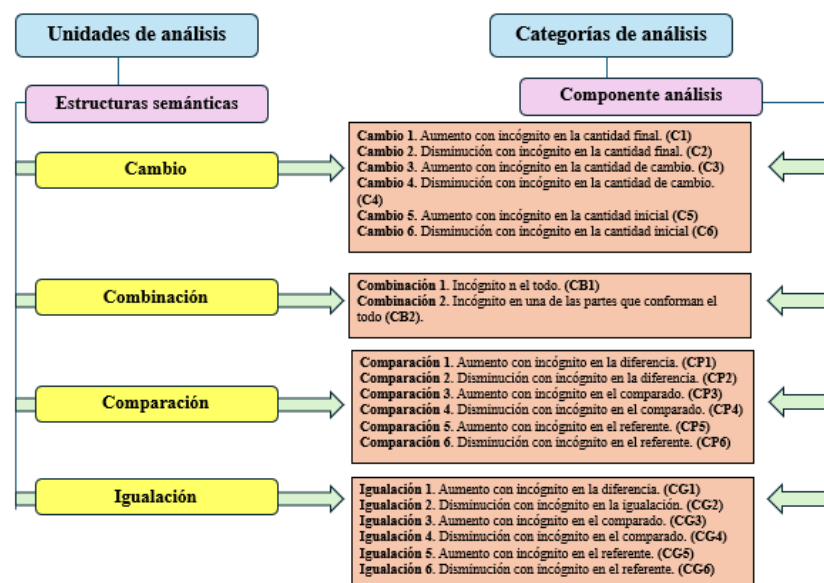 Unidades de análisis
Categorías de análisis
Estructuras semánticas
Componente análisis
Cambio
Cambio 1. Aumento con incógnito en la cantidad final. (C1)
Cambio 2. Disminución con incógnito en la cantidad final. (C2)
Cambio 3. Aumento con incógnito en la cantidad de cambio. (C3)
Cambio 4. Disminución con incógnito en la cantidad de cambio.
(C4)
Cambio 5. Aumento con incógnito en la cantidad inicial (C5)
Cambio 6. Disminución con incógnito en la cantidad inicial (C6)
Combinación
Combinación 1. Incógnito n el todo. (CB1)
Combinación 2. Incógnito en una de las partes que conforman el
todo (CB2).
Comparación
Comparación 1. Aumento con incógnito en la diferencia. (CP1)
Comparación 2. Disminución con incógnito en la diferencia. (CP2)
Comparación 3. Aumento con incógnito en el comparado. (CP3)
Comparación 4. Disminución con incógnito en el comparado. (CP4)
Comparación 5. Aumento con incógnito en el referente. (CP5)
Comparación 6. Disminución con incógnito en el referente. (CP6)
Igualación
Igualación 1. Aumento con incógnito en la diferencia. (CG1)
Igualación 2. Disminución con incógnito en la igualación. (CG2)
Igualación 3. Aumento con incógnito en el comparado. (CG3)
Igualación 4. Disminución con incógnito en el comparado. (CG4)
Igualación 5. Aumento con incógnito en el referente. (CG5)
Igualación 6. Disminución con incógnito en el referente. (CG6)